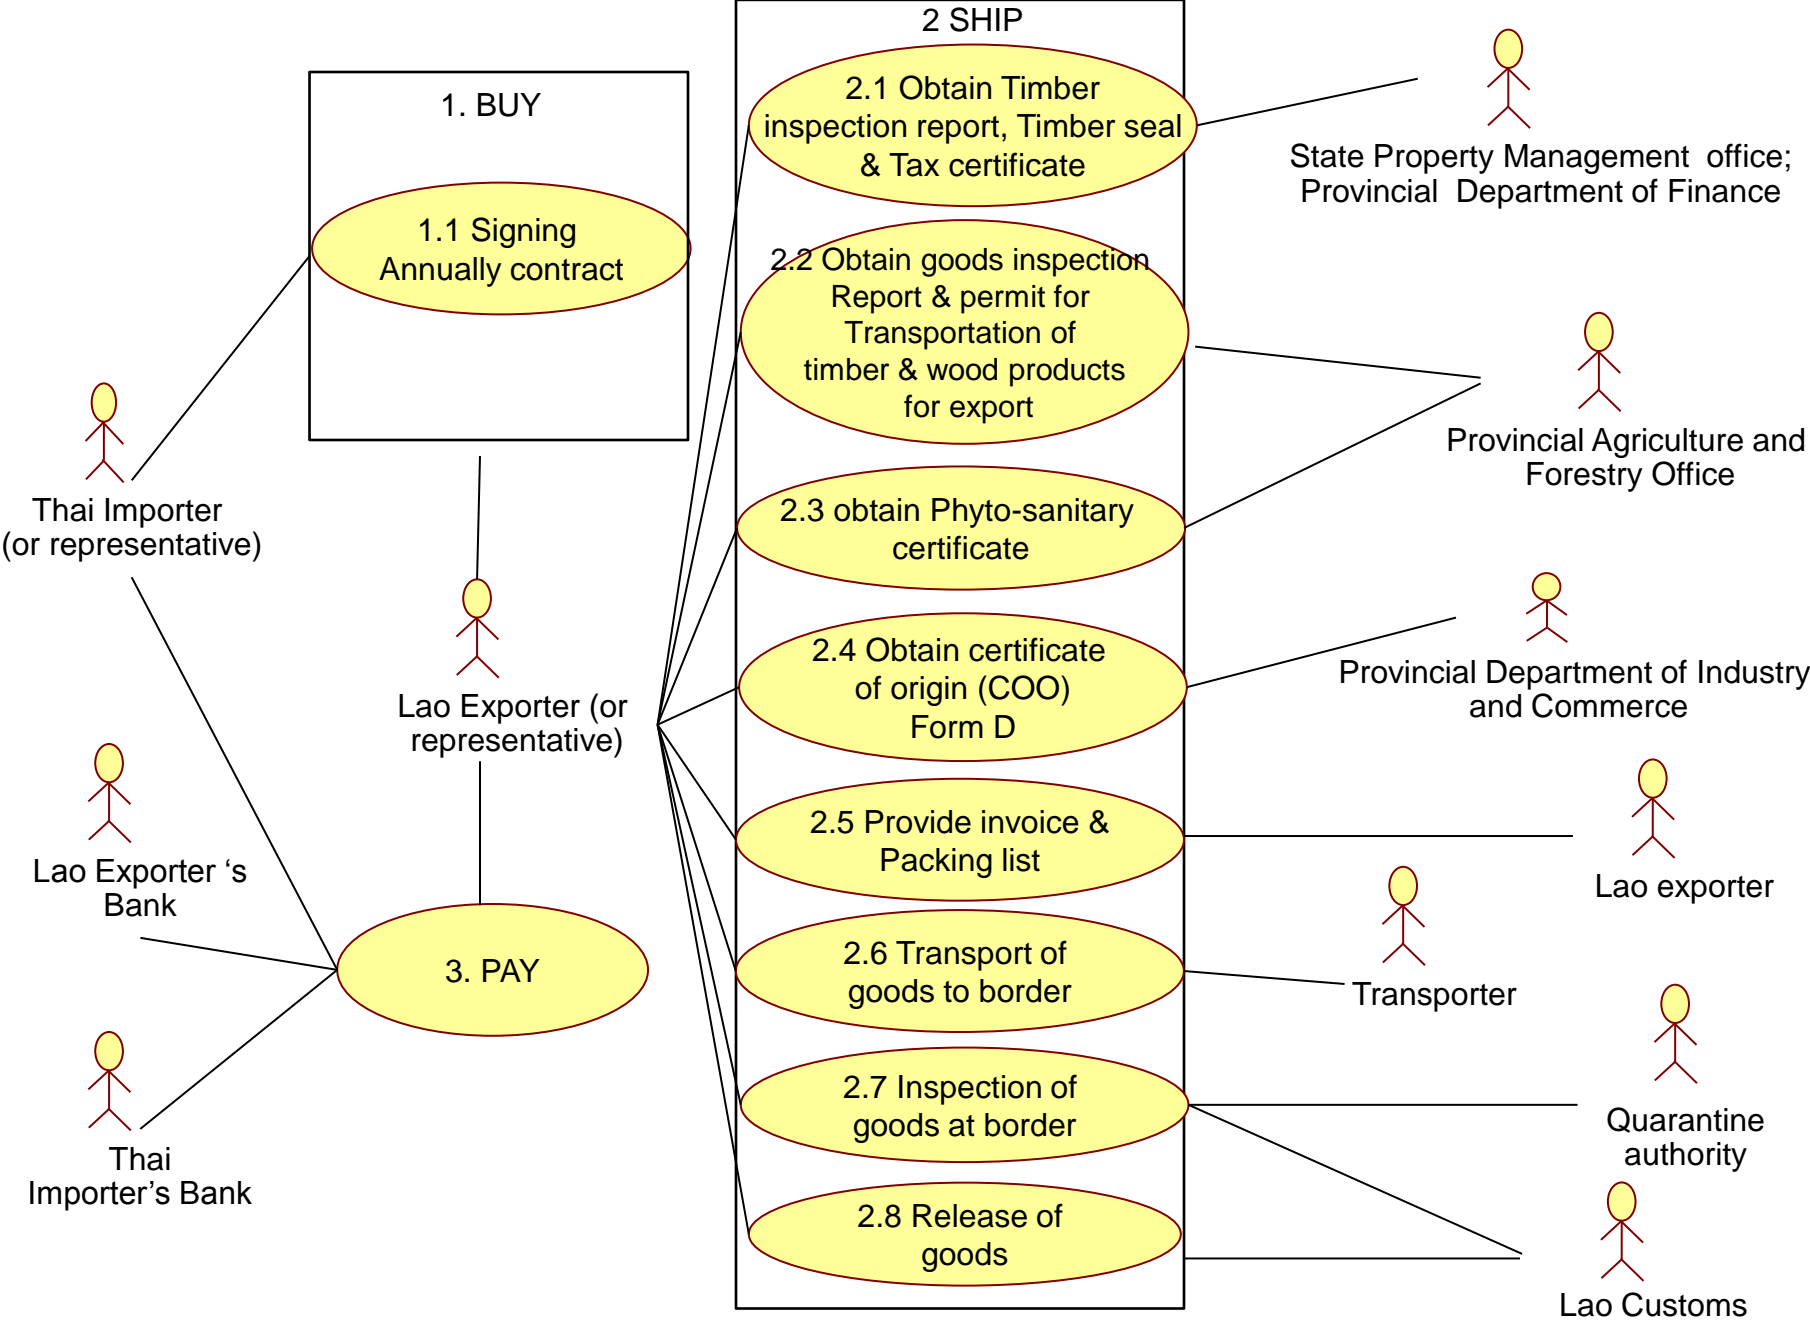 2 SHIP
1. BUY
1.1 Signing
Annually contract
Thai Importer
(or representative)
Lao Exporter (or
representative)
Lao Exporter ‘s
Bank
3. PAY
Thai
Importer’s Bank
2.1 Obtain Timber
inspection report, Timber seal
& Tax certificate
2.2 Obtain goods inspection
Report & permit for
Transportation of
timber & wood products
for export
2.3 obtain Phyto-sanitary
certificate
2.4 Obtain certificate
of origin (COO)
Form D
2.5 Provide invoice &
Packing list
2.6 Transport of
goods to border
2.7 Inspection of
goods at border
2.8 Release of
goods
State Property Management office;
Provincial Department of Finance
Provincial Agriculture and
Forestry Office
Provincial Department of Industry
and Commerce
Lao exporter
Transporter
Quarantine
authority
Lao Customs